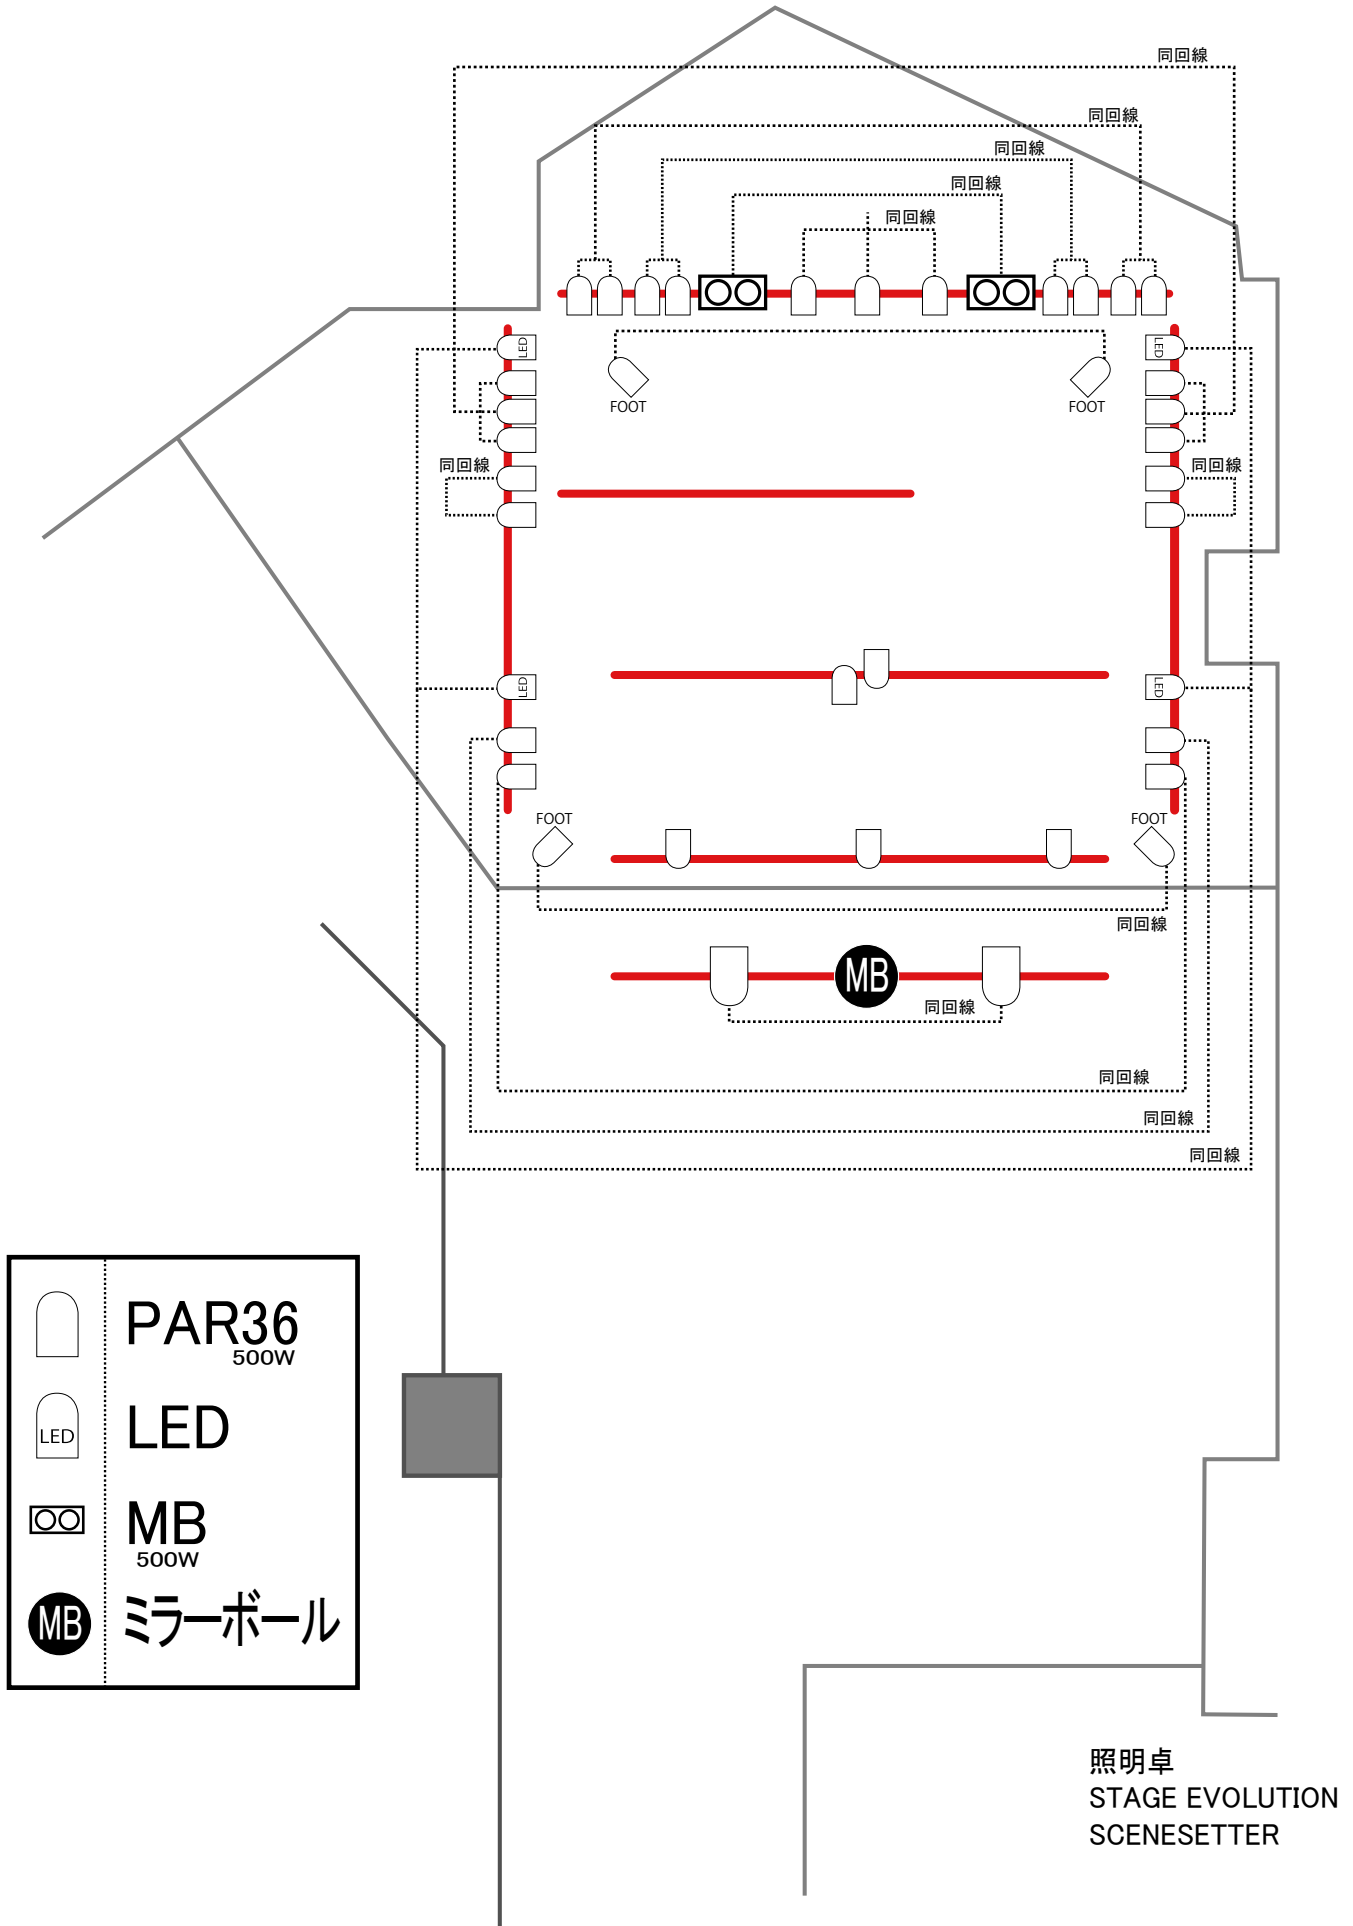 同回線
同回線
同回線
同回線
同回線
LED
LED
FOOT
FOOT
同回線
同回線
LED
LED
FOOT
FOOT
同回線
MB
同回線
同回線
同回線
同回線
PAR36
500W
LED
LED
MB
500W
MB
ミラーボール
照明卓
STAGE EVOLUTION
SCENESETTER